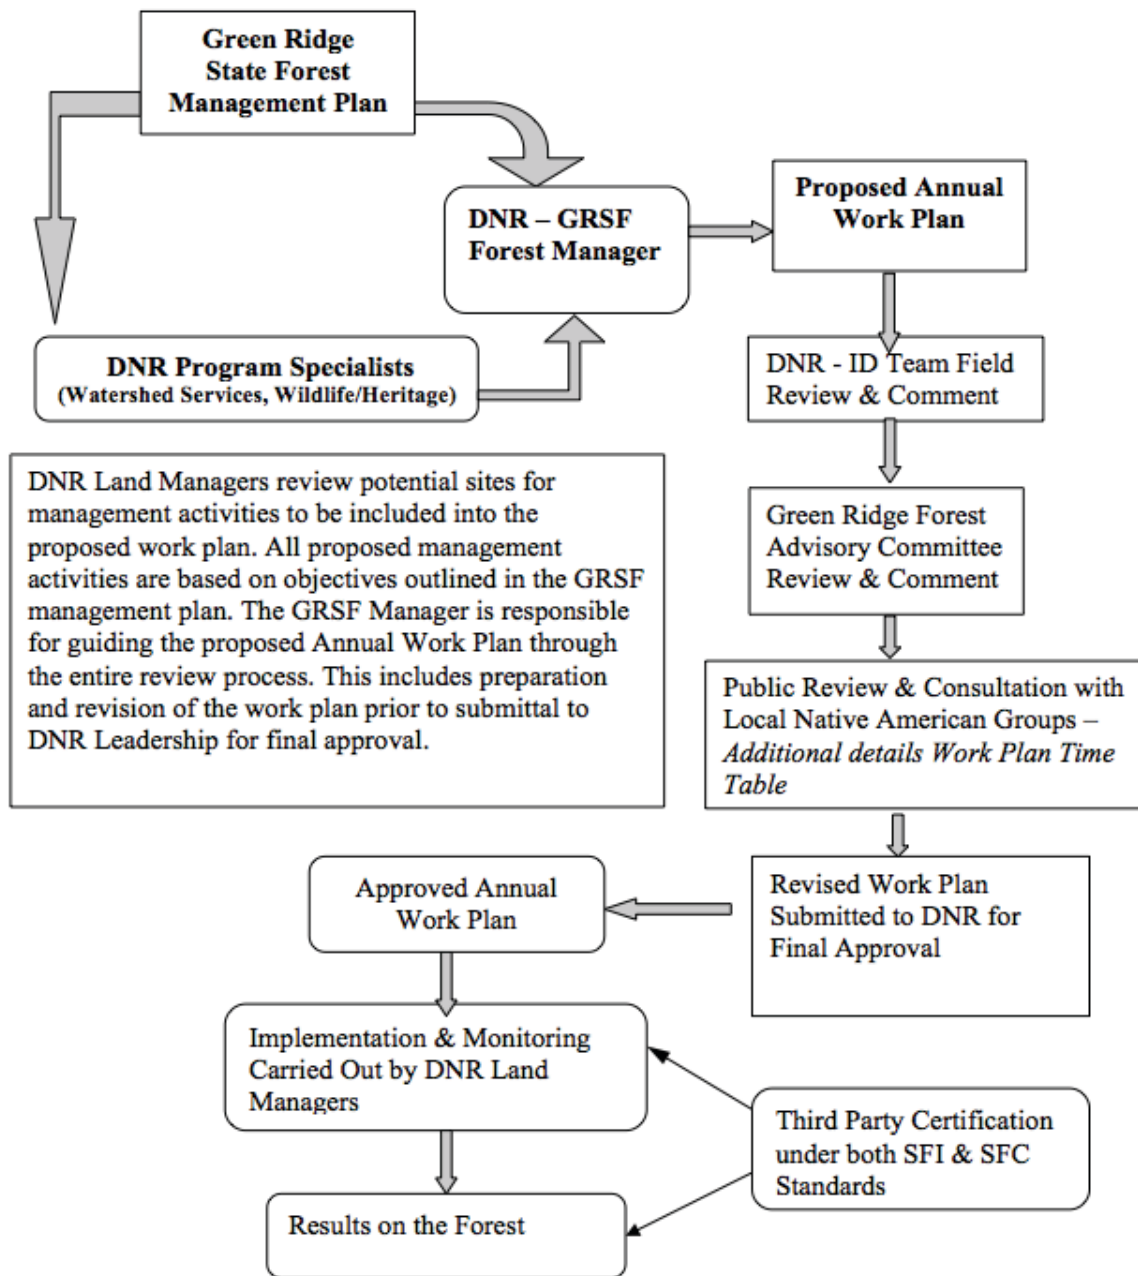 Green Ridge
State Forest
Management Plan
DNR – GRSF
Forest Manager
Proposed Annual
Work Plan
DNR Program Specialists
(Watershed Services, Wildlife/Heritage)
DNR - ID Team Field
Review & Comment
DNR Land Managers review potential sites for
management activities to be included into the
proposed work plan. All proposed management
activities are based on objectives outlined in the GRSF
management plan. The GRSF Manager is responsible
for guiding the proposed Annual Work Plan through
the entire review process. This includes preparation
and revision of the work plan prior to submittal to
DNR Leadership for final approval.
Green Ridge Forest
Advisory Committee
Review & Comment
Public Review & Consultation with
Local Native American Groups –
Additional details Work Plan Time
Table
Revised Work Plan
Submitted to DNR for
Final Approval
Approved Annual
Work Plan
Implementation & Monitoring
Carried Out by DNR Land
Managers
Third Party Certification
under both SFI & SFC
Standards
Results on the Forest